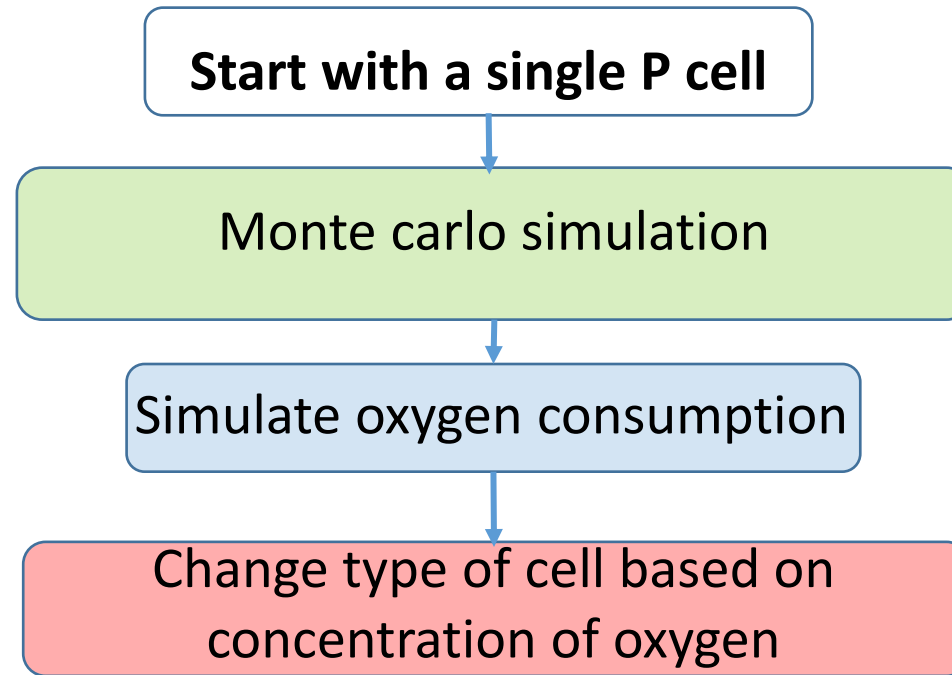 Start with a single P cell
Monte carlo simulation
Simulate oxygen consumption
Change type of cell based on
concentration of oxygen